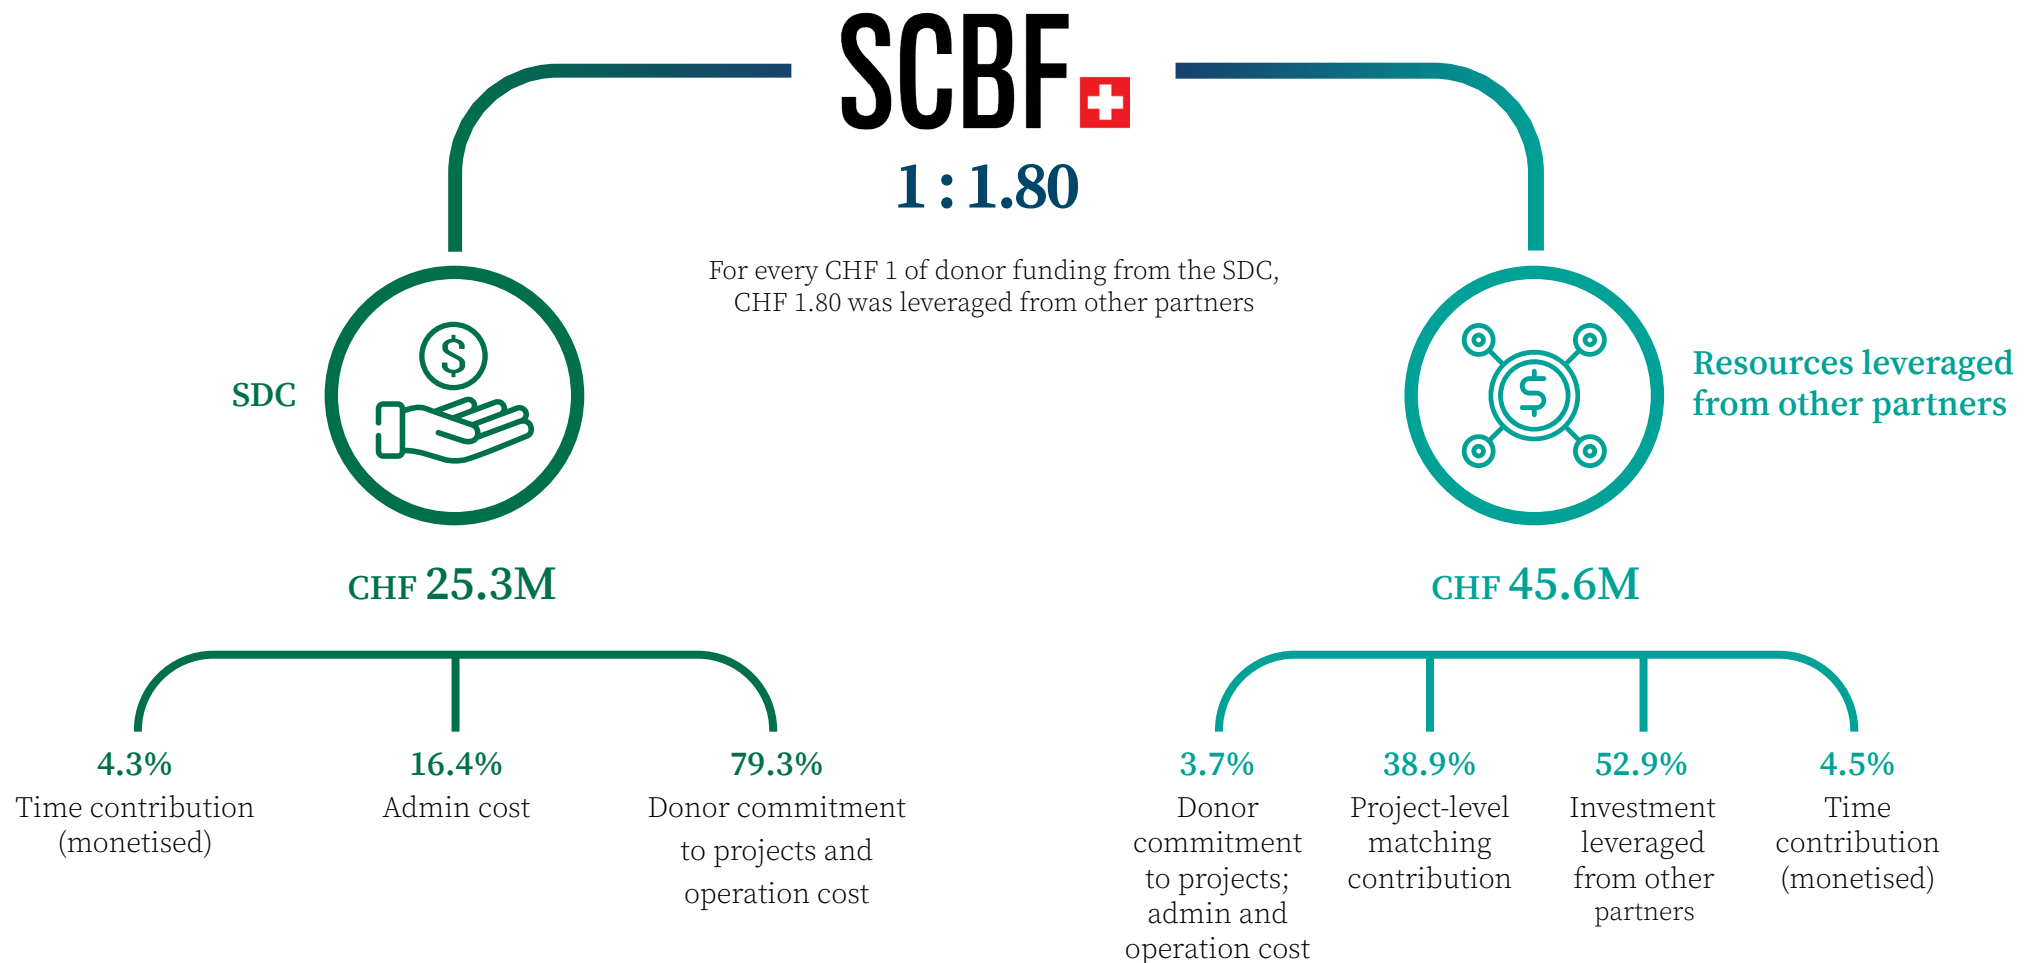 SCBF
1 : 1.80
For every CHF 1 of donor funding from the SDC,
CHF 1.80 was leveraged from other partners
$
SDC
CHF 25.3M
4.3%
Time contribution
(monetised)
16.4%
Admin cost
79.3%
Donor commitment
to projects and
operation cost
$
Resources leveraged
from other partners
CHF 45.6M
3.7%
Donor
commitment
to projects;
admin and
operation cost
38.9%
Project-level
matching
contribution
52.9%
Investment
leveraged
from other
partners
4.5%
Time
contribution
(monetised)